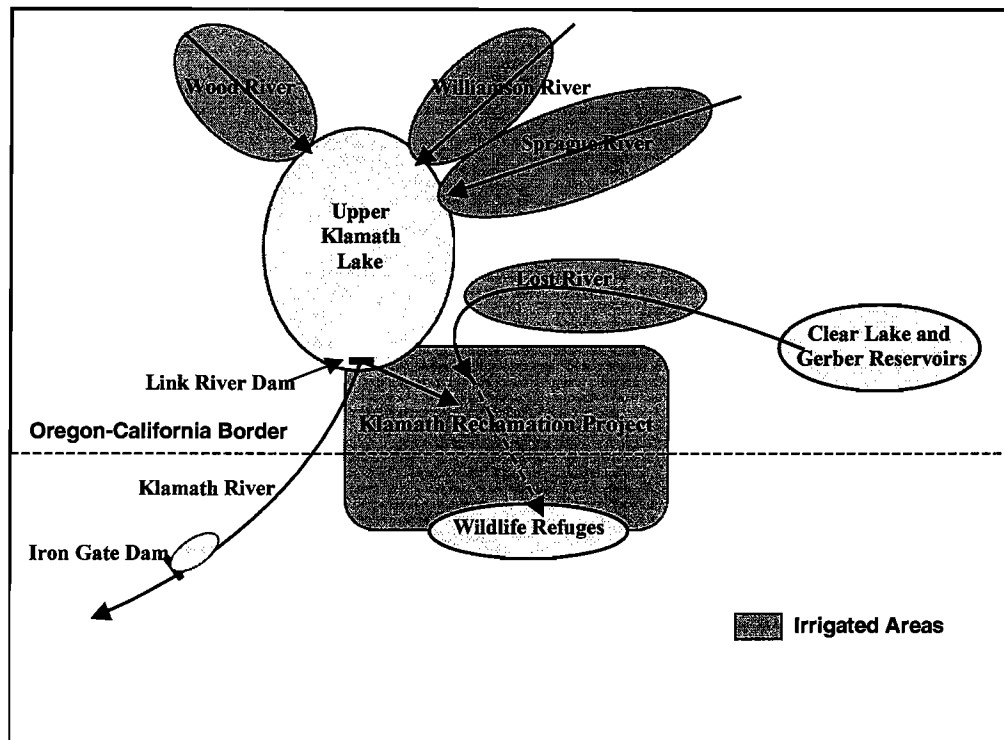 Wood River
Williamson River
Sprague River
Upper
Klamath
Lake
Lost River
Clear Lake and
Gerber Reservoirs
Link River Dam
Klamath Reclamation Project
Oregon-California Border
Klamath River
Wildlife Refuges
Iron Gate Dam
Irrigated Areas